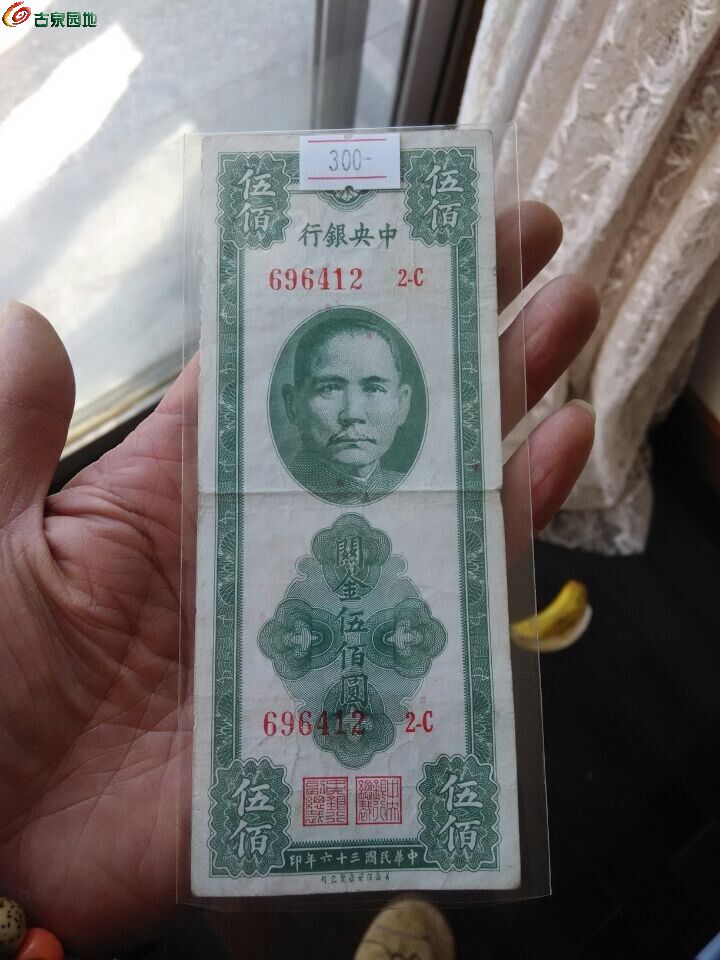 古泉园地
300-
伍佰
伍佰
中央銀行
696412 2-C
關金伍佰圓
696412 2-C
伍佰
伍佰
中華民國三十六年印